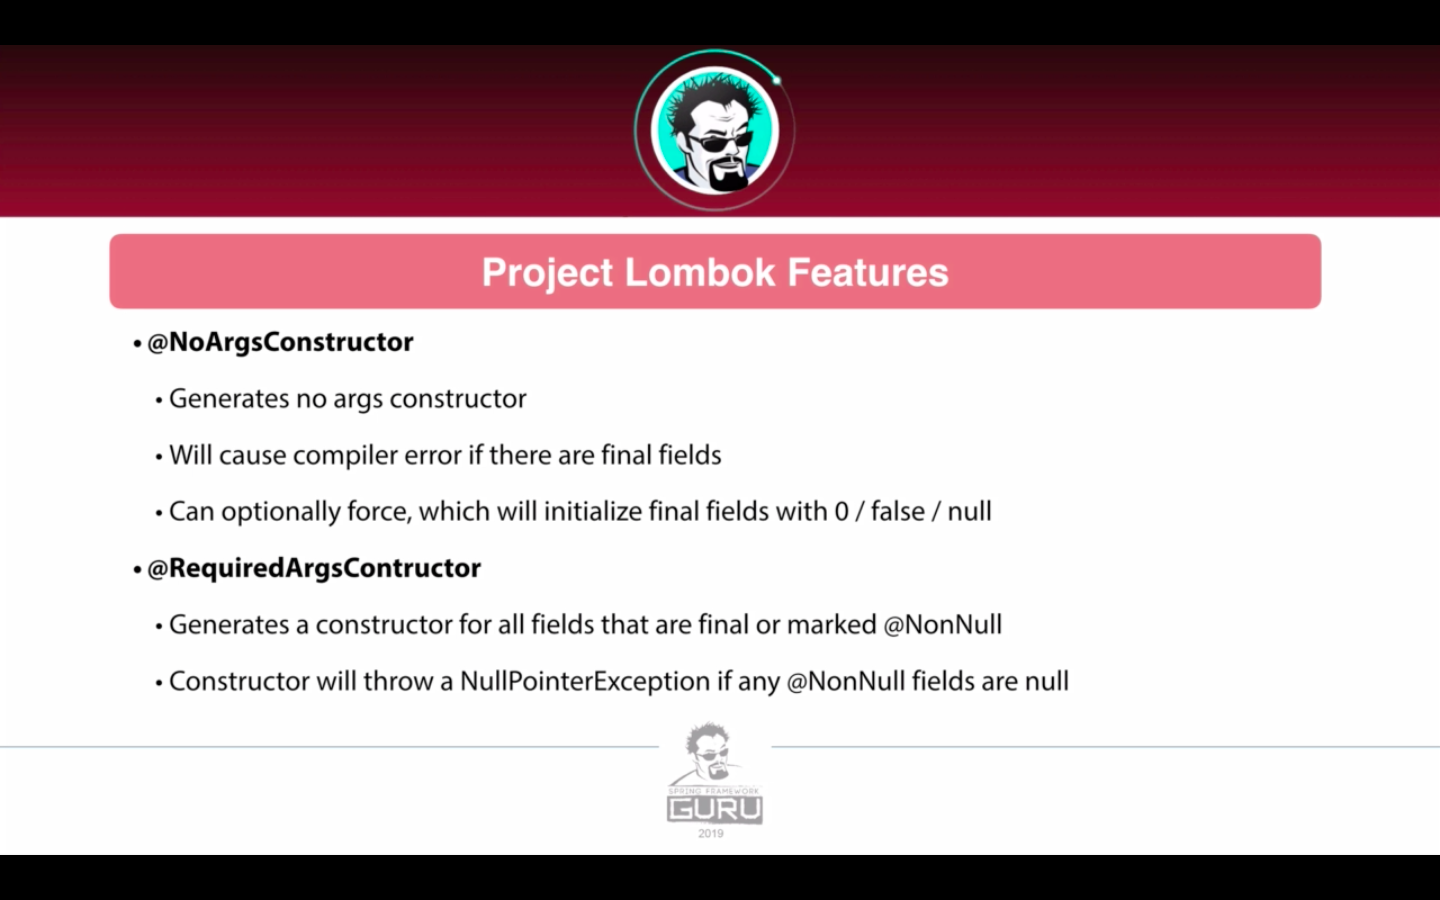 Project Lombok Features
• @NoArgsConstructor
• Generates no args constructor
• Will cause compiler error if there are final fields
• Can optionally force, which will initialize final fields with 0 / false / null
• @RequiredArgsContructor
• Generates a constructor for all fields that are final or marked @NonNull
• Constructor will throw a NullPointerException if any @NonNull fields are null
SPRING FRAMEWORK
GURU
2019